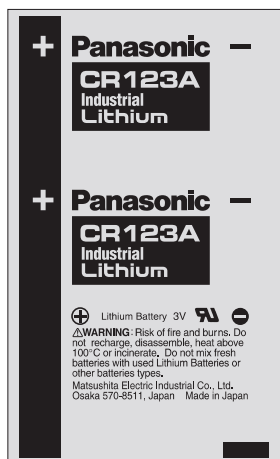 + Panasonic −
CR123A
Industrial
Lithium
+ Panasonic −
CR123A
Industrial
Lithium
⊕ Lithium Battery 3V ⊖
⚠WARNING: Risk of fire and burns. Do
not recharge, disassemble, heat above
100°C or incinerate. Do not mix fresh
batteries with used Lithium Batteries or
other batteries types.
Matsushita Electric Industrial Co., Ltd.
Osaka 570-8511, Japan Made in Japan